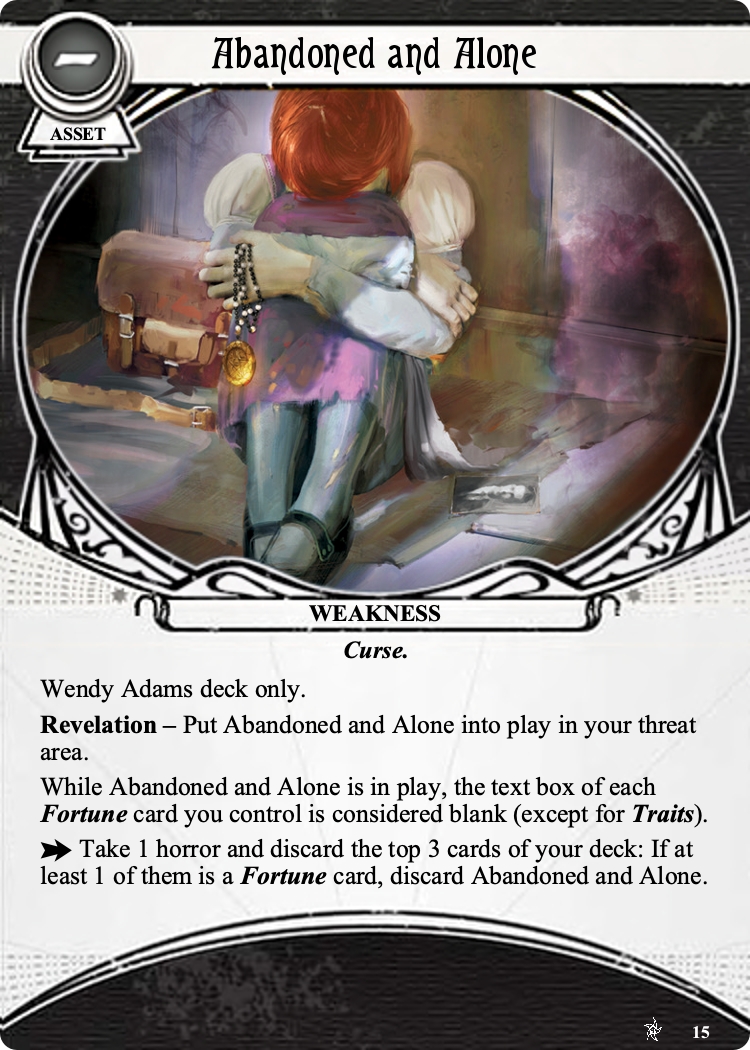 Abandoned and Alone
–
ASSET
WEAKNESS
Curse.
Wendy Adams deck only.
Revelation – Put Abandoned and Alone into play in your threat
area.
While Abandoned and Alone is in play, the text box of each
Fortune card you control is considered blank (except for Traits).
Take 1 horror and discard the top 3 cards of your deck: If at
least 1 of them is a Fortune card, discard Abandoned and Alone.
15